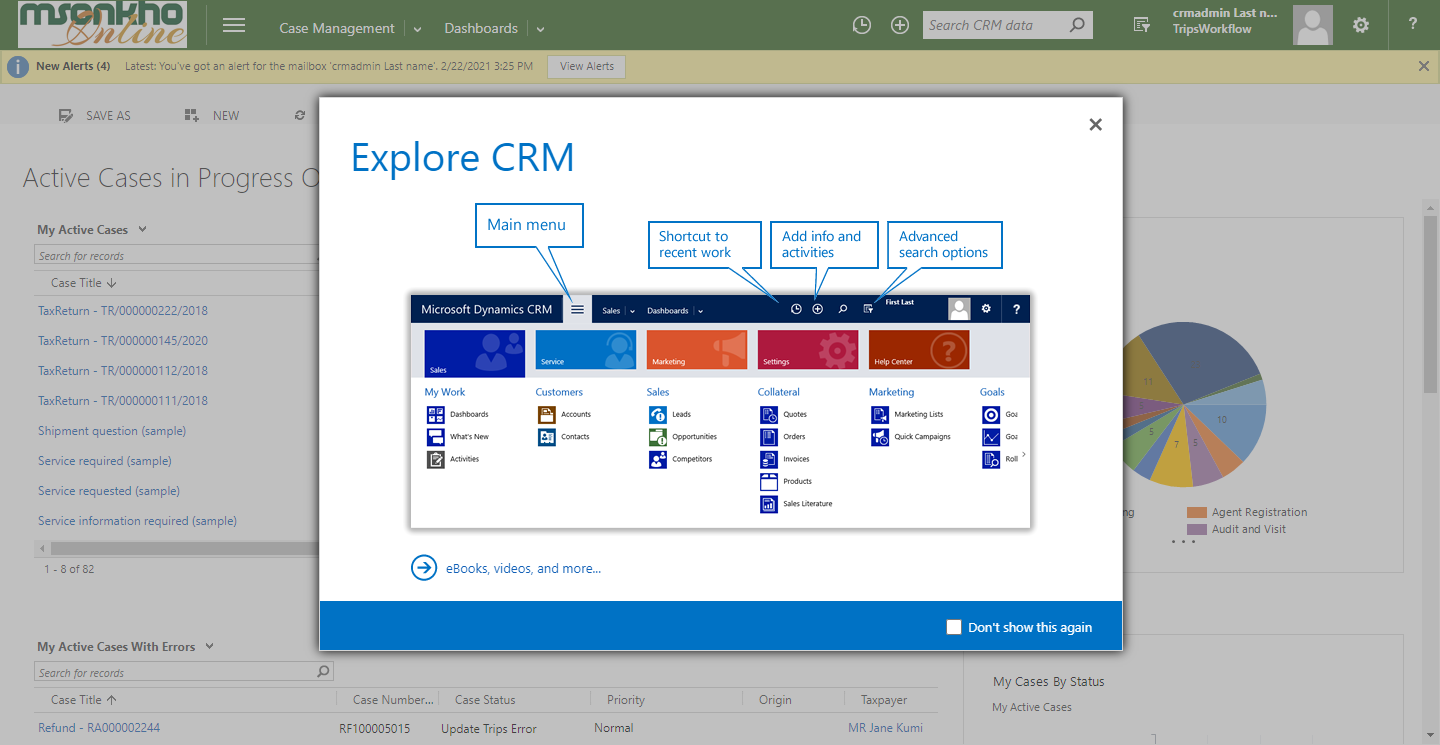 msenkho
Online
Case Management
Dashboards
Search CRM data
crmadmin Last n...
TripsWorkflow
?
New Alerts (4) Latest: You've got an alert for the mailbox 'crmadmin Last name'. 2/22/2021 3:25 PM View Alerts
SAVE AS
NEW
Active Cases in Progress O
My Active Cases
Search for records
Case Title
TaxReturn - TR/000000222/2018
TaxReturn - TR/000000145/2020
TaxReturn - TR/000000112/2018
TaxReturn - TR/000000111/2018
Shipment question (sample)
Service required (sample)
Service requested (sample)
Service information required (sample)
1 - 8 of 82
Explore CRM
Main menu
Shortcut to
recent work
Add info and
activities
Advanced
search options
Microsoft Dynamics CRM
Sales
Dashboards
First Last
?
Sales
Service
Marketing
Settings
Help Center
?
My Work
Dashboards
What's New
Activities
Customers
Accounts
Contacts
Sales
Leads
Opportunities
Competitors
Collateral
Quotes
Orders
Invoices
Products
Sales Literature
Marketing
Marketing Lists
Quick Campaigns
Goals
Goa
Goa
Roll
eBooks, videos, and more...
Don't show this again
11
10
5
7
5
ng
Agent Registration
Audit and Visit
My Active Cases With Errors
Search for records
Case Title
Case Number...
Case Status
Priority
Origin
Taxpayer
Refund - RA000002244
RF100005015
Update Trips Error
Normal
MR Jane Kumi
My Cases By Status
My Active Cases